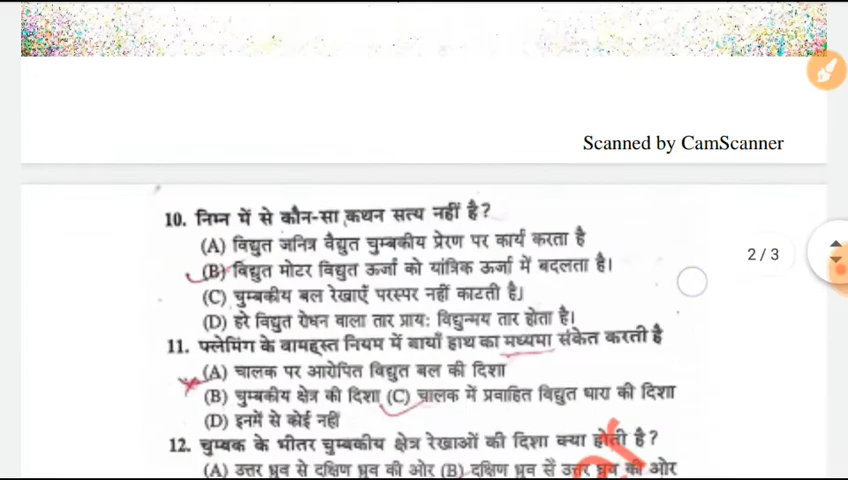 Scanned by CamScanner
2 / 3
10. निम्न में से कौन-सा कथन सत्य नहीं है?
(A) विद्युत जनित्र वैद्युत चुम्बकीय प्रेरण पर कार्य करता है
(B) विद्युत मोटर विद्युत ऊर्जा को यांत्रिक ऊर्जा में बदलता है।
(C) चुम्बकीय बल रेखाएँ परस्पर नहीं काटती है।
(D) हरे विद्युत रोधन वाला तार प्रायः विद्युन्मय तार होता है।
11. फ्लेमिंग के वामहस्त नियम में बायाँ हाथ का मध्यमा संकेत करती है
(A) चालक पर आरोपित विद्युत बल की दिशा
(B) चुम्बकीय क्षेत्र की दिशा (C) चालक में प्रवाहित विद्युत धारा की दिशा
(D) इनमें से कोई नहीं
12. चुम्बक के भीतर चुम्बकीय क्षेत्र रेखाओं की दिशा क्या होती है?
(A) उत्तर ध्रुव से दक्षिण ध्रुव की ओर (B) दक्षिण ध्रुव सें उत्तर ध्रुव की ओर